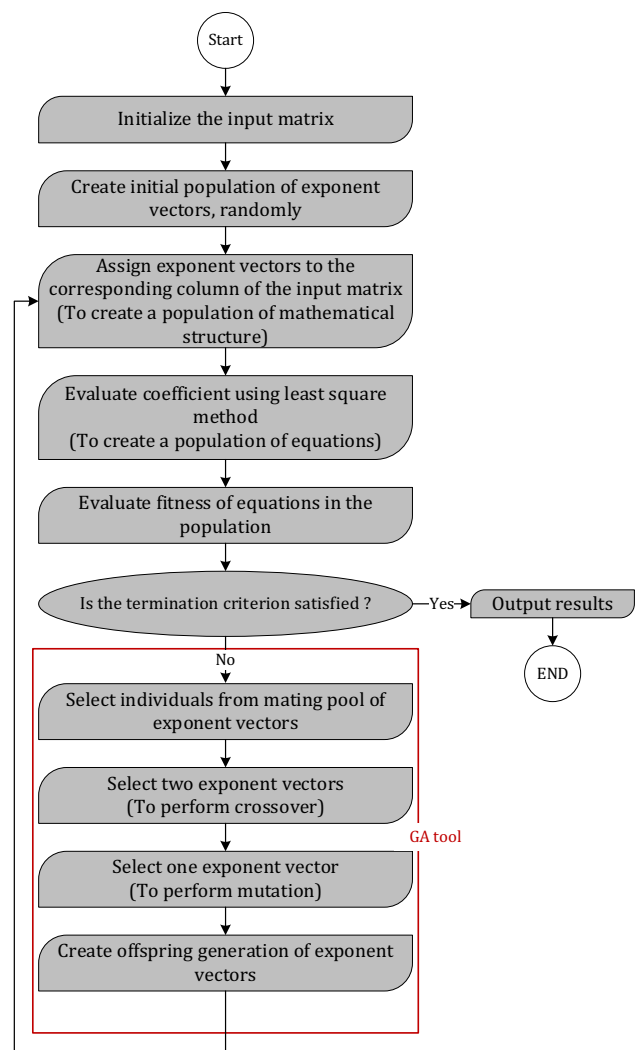 Start
Initialize the input matrix
Create initial population of exponent
vectors, randomly
Assign exponent vectors to the
corresponding column of the input matrix
(To create a population of mathematical
structure)
Evaluate coefficient using least square
method
(To create a population of equations)
Evaluate fitness of equations in the
population
Is the termination criterion satisfied ?
Yes
Output results
END
No
Select individuals from mating pool of
exponent vectors
Select two exponent vectors
(To perform crossover)
GA tool
Select one exponent vector
(To perform mutation)
Create offspring generation of exponent
vectors